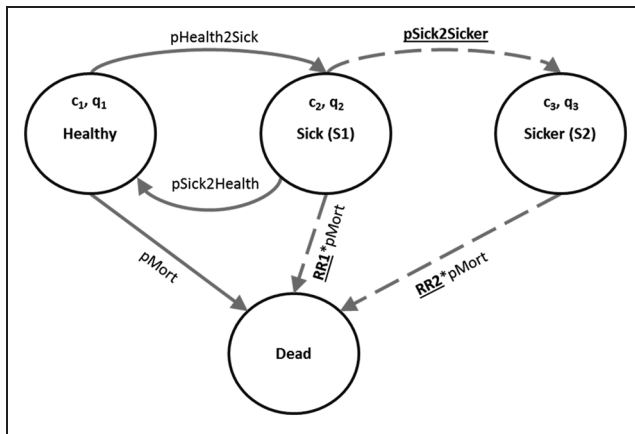 pHealth2Sick
pSick2Sicker
c1, q1
Healthy
c2, q2
Sick (S1)
c3, q3
Sicker (S2)
pSick2Health
pMort
RR1*pMort
RR2*pMort
Dead